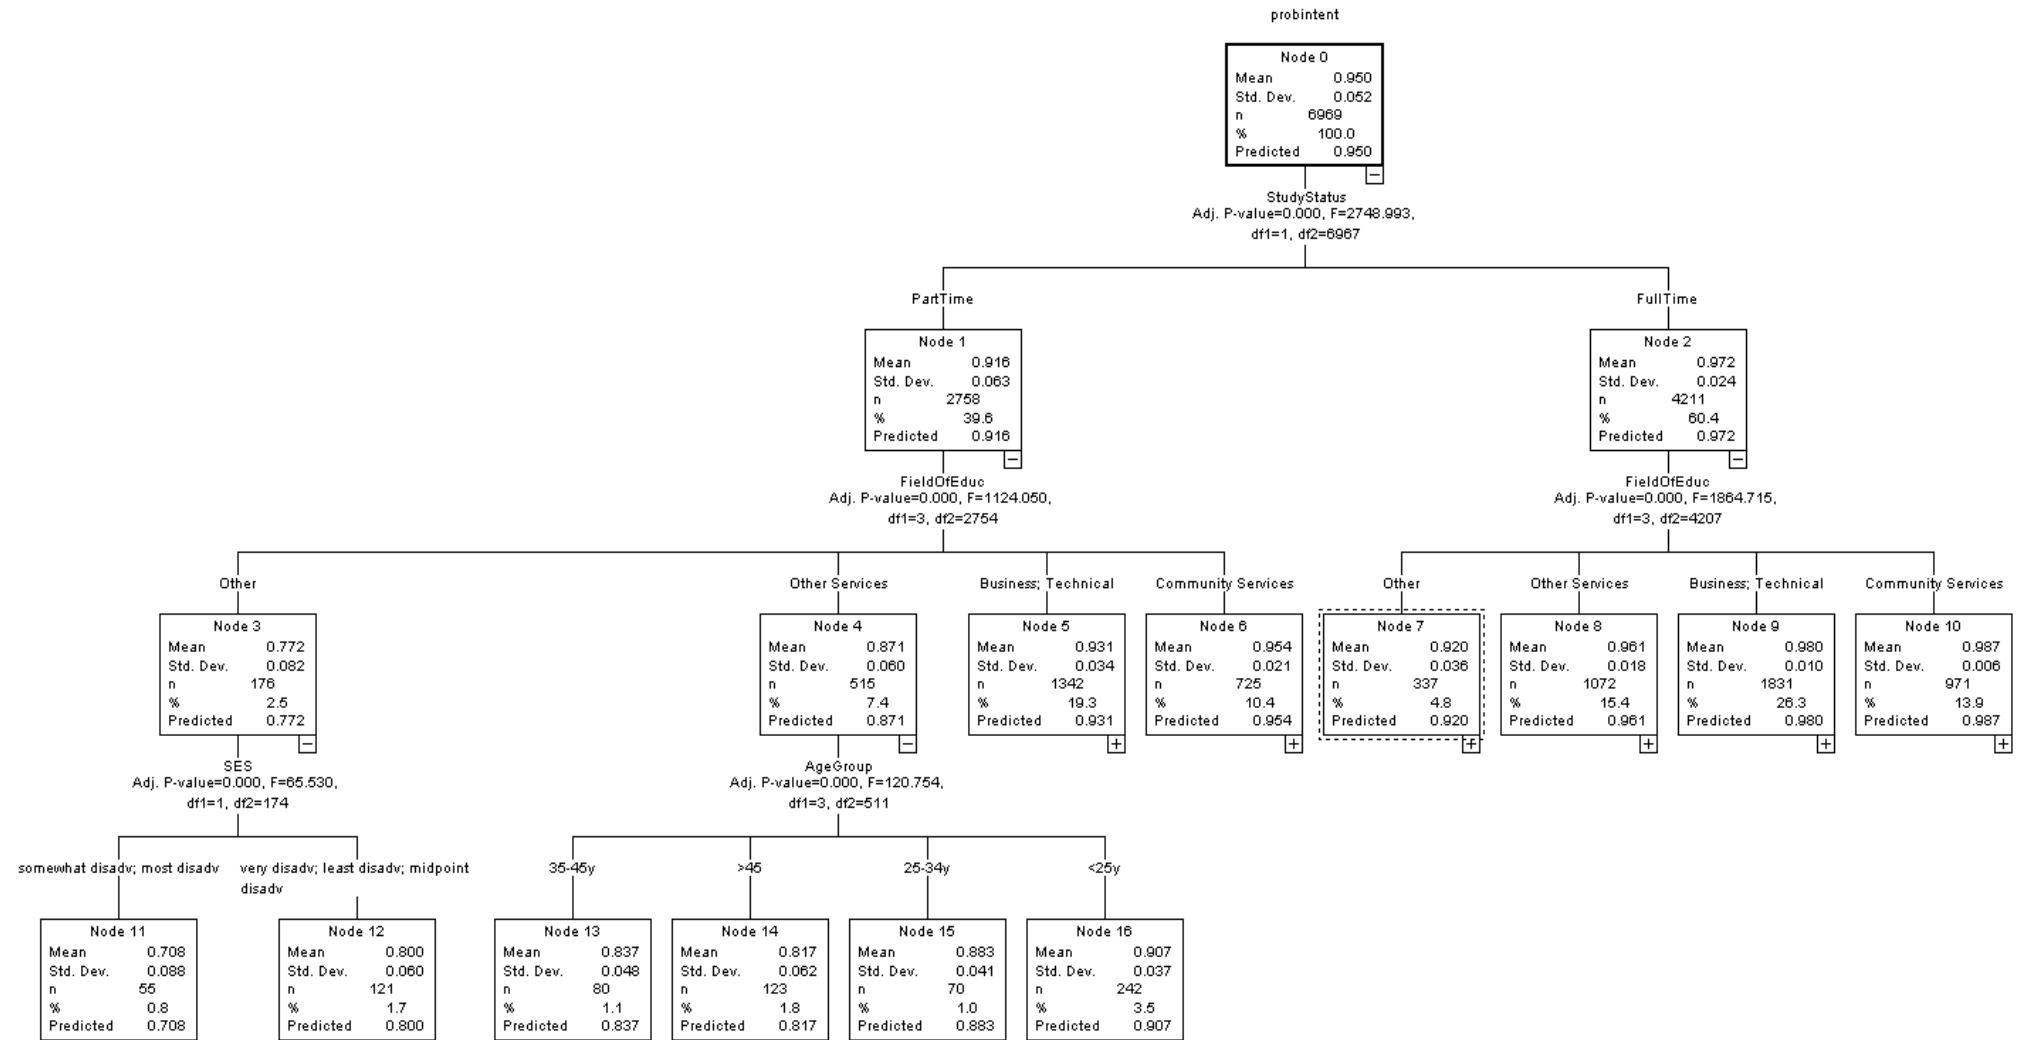 probintent
Node 0
Mean 0.950
Std. Dev. 0.052
n 6969
% 100.0
Predicted 0.950
StudyStatus
Adj. P-value=0.000, F=2748.993,
df1=1, df2=6967
PartTime
FullTime
Node 1
Mean 0.916
Std. Dev. 0.063
n 2758
% 39.6
Predicted 0.916
Node 2
Mean 0.972
Std. Dev. 0.024
n 4211
% 60.4
Predicted 0.972
FieldOfEduc
Adj. P-value=0.000, F=1124.050,
df1=3, df2=2754
FieldOfEduc
Adj. P-value=0.000, F=1864.715,
df1=3, df2=4207
Other
Other Services
Business; Technical
Community Services
Other
Other Services
Business; Technical
Community Services
Node 3
Mean 0.772
Std. Dev. 0.082
n 176
% 2.5
Predicted 0.772
Node 4
Mean 0.871
Std. Dev. 0.060
n 515
% 7.4
Predicted 0.871
Node 5
Mean 0.931
Std. Dev. 0.034
n 1342
% 19.3
Predicted 0.931
Node 6
Mean 0.954
Std. Dev. 0.021
n 725
% 10.4
Predicted 0.954
Node 7
Mean 0.920
Std. Dev. 0.036
n 337
% 4.8
Predicted 0.920
Node 8
Mean 0.961
Std. Dev. 0.018
n 1072
% 15.4
Predicted 0.961
Node 9
Mean 0.980
Std. Dev. 0.010
n 1831
% 26.3
Predicted 0.980
Node 10
Mean 0.987
Std. Dev. 0.006
n 971
% 13.9
Predicted 0.987
SES
Adj. P-value=0.000, F=65.530,
df1=1, df2=174
AgeGroup
Adj. P-value=0.000, F=120.754,
df1=3, df2=511
somewhat disadv; most disadv
very disadv; least disadv; midpoint
disadv
35-45y
>45
25-34y
<25y
Node 11
Mean 0.708
Std. Dev. 0.088
n 55
% 0.8
Predicted 0.708
Node 12
Mean 0.800
Std. Dev. 0.060
n 121
% 1.7
Predicted 0.800
Node 13
Mean 0.837
Std. Dev. 0.048
n 80
% 1.1
Predicted 0.837
Node 14
Mean 0.817
Std. Dev. 0.062
n 123
% 1.8
Predicted 0.817
Node 15
Mean 0.883
Std. Dev. 0.041
n 70
% 1.0
Predicted 0.883
Node 16
Mean 0.907
Std. Dev. 0.037
n 242
% 3.5
Predicted 0.907